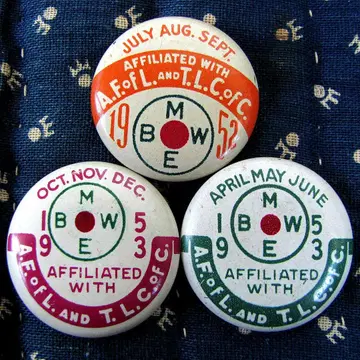 JULY AUG. SEPT.
AFFILIATED WITH
A.F. of L. AND T.L.C. of C.
19 52
M
B W
E
OCT. NOV. DEC.
M
1 B W 5
9 E 3
AFFILIATED
WITH
A.F. of L. AND T.L.C. of C.
APRIL MAY JUNE
M
1 B W 5
9 E 3
AFFILIATED
WITH
A.F. of L. AND T.L.C. of C.